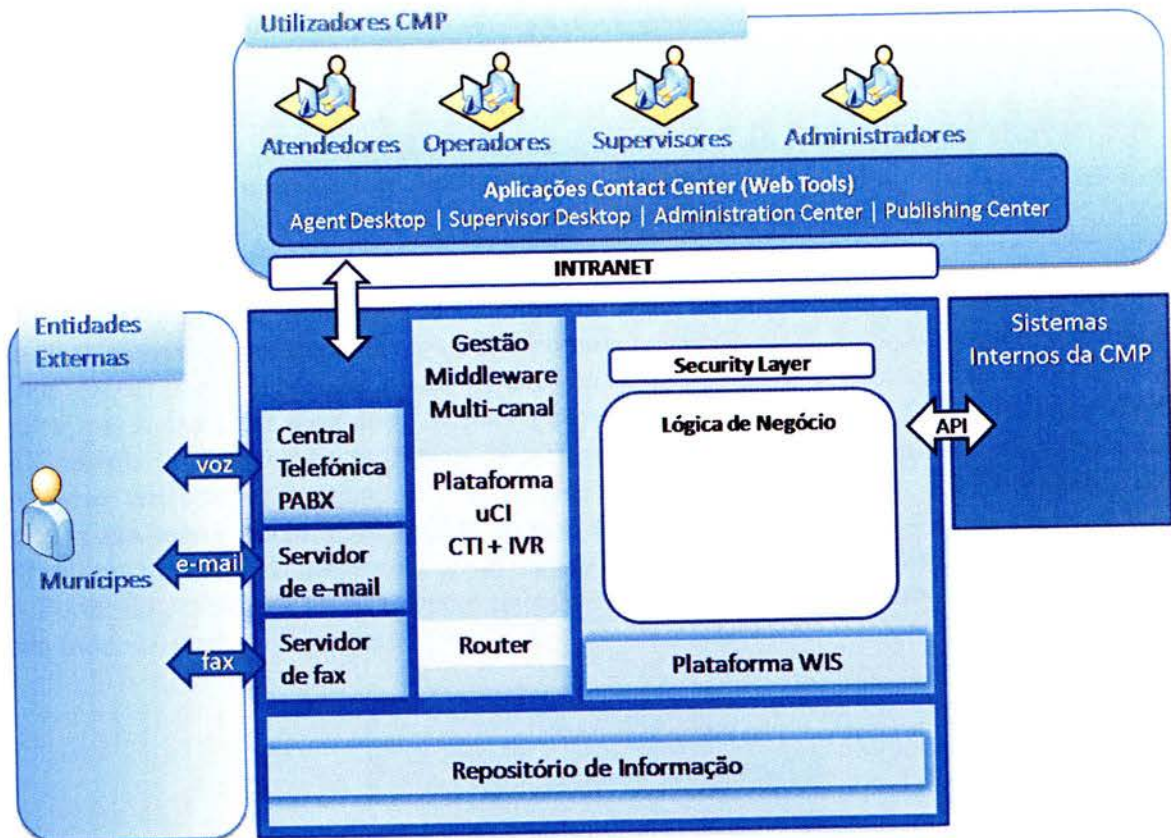 Utilizadores CMP
Atendedores Operadores Supervisores Administradores
Aplicações Contact Center (Web Tools)
Agent Desktop | Supervisor Desktop | Administration Center | Publishing Center
INTRANET
Entidades
Externas
Munícipes
voz
e-mail
fax
Central
Telefónica
PABX
Servidor
de e-mail
Servidor
de fax
Gestão
Middleware
Multi-canal
Plataforma
uCI
CTI + IVR
Router
Security Layer
Lógica de Negócio
Plataforma WIS
API
Sistemas
Internos da CMP
Repositório de Informação